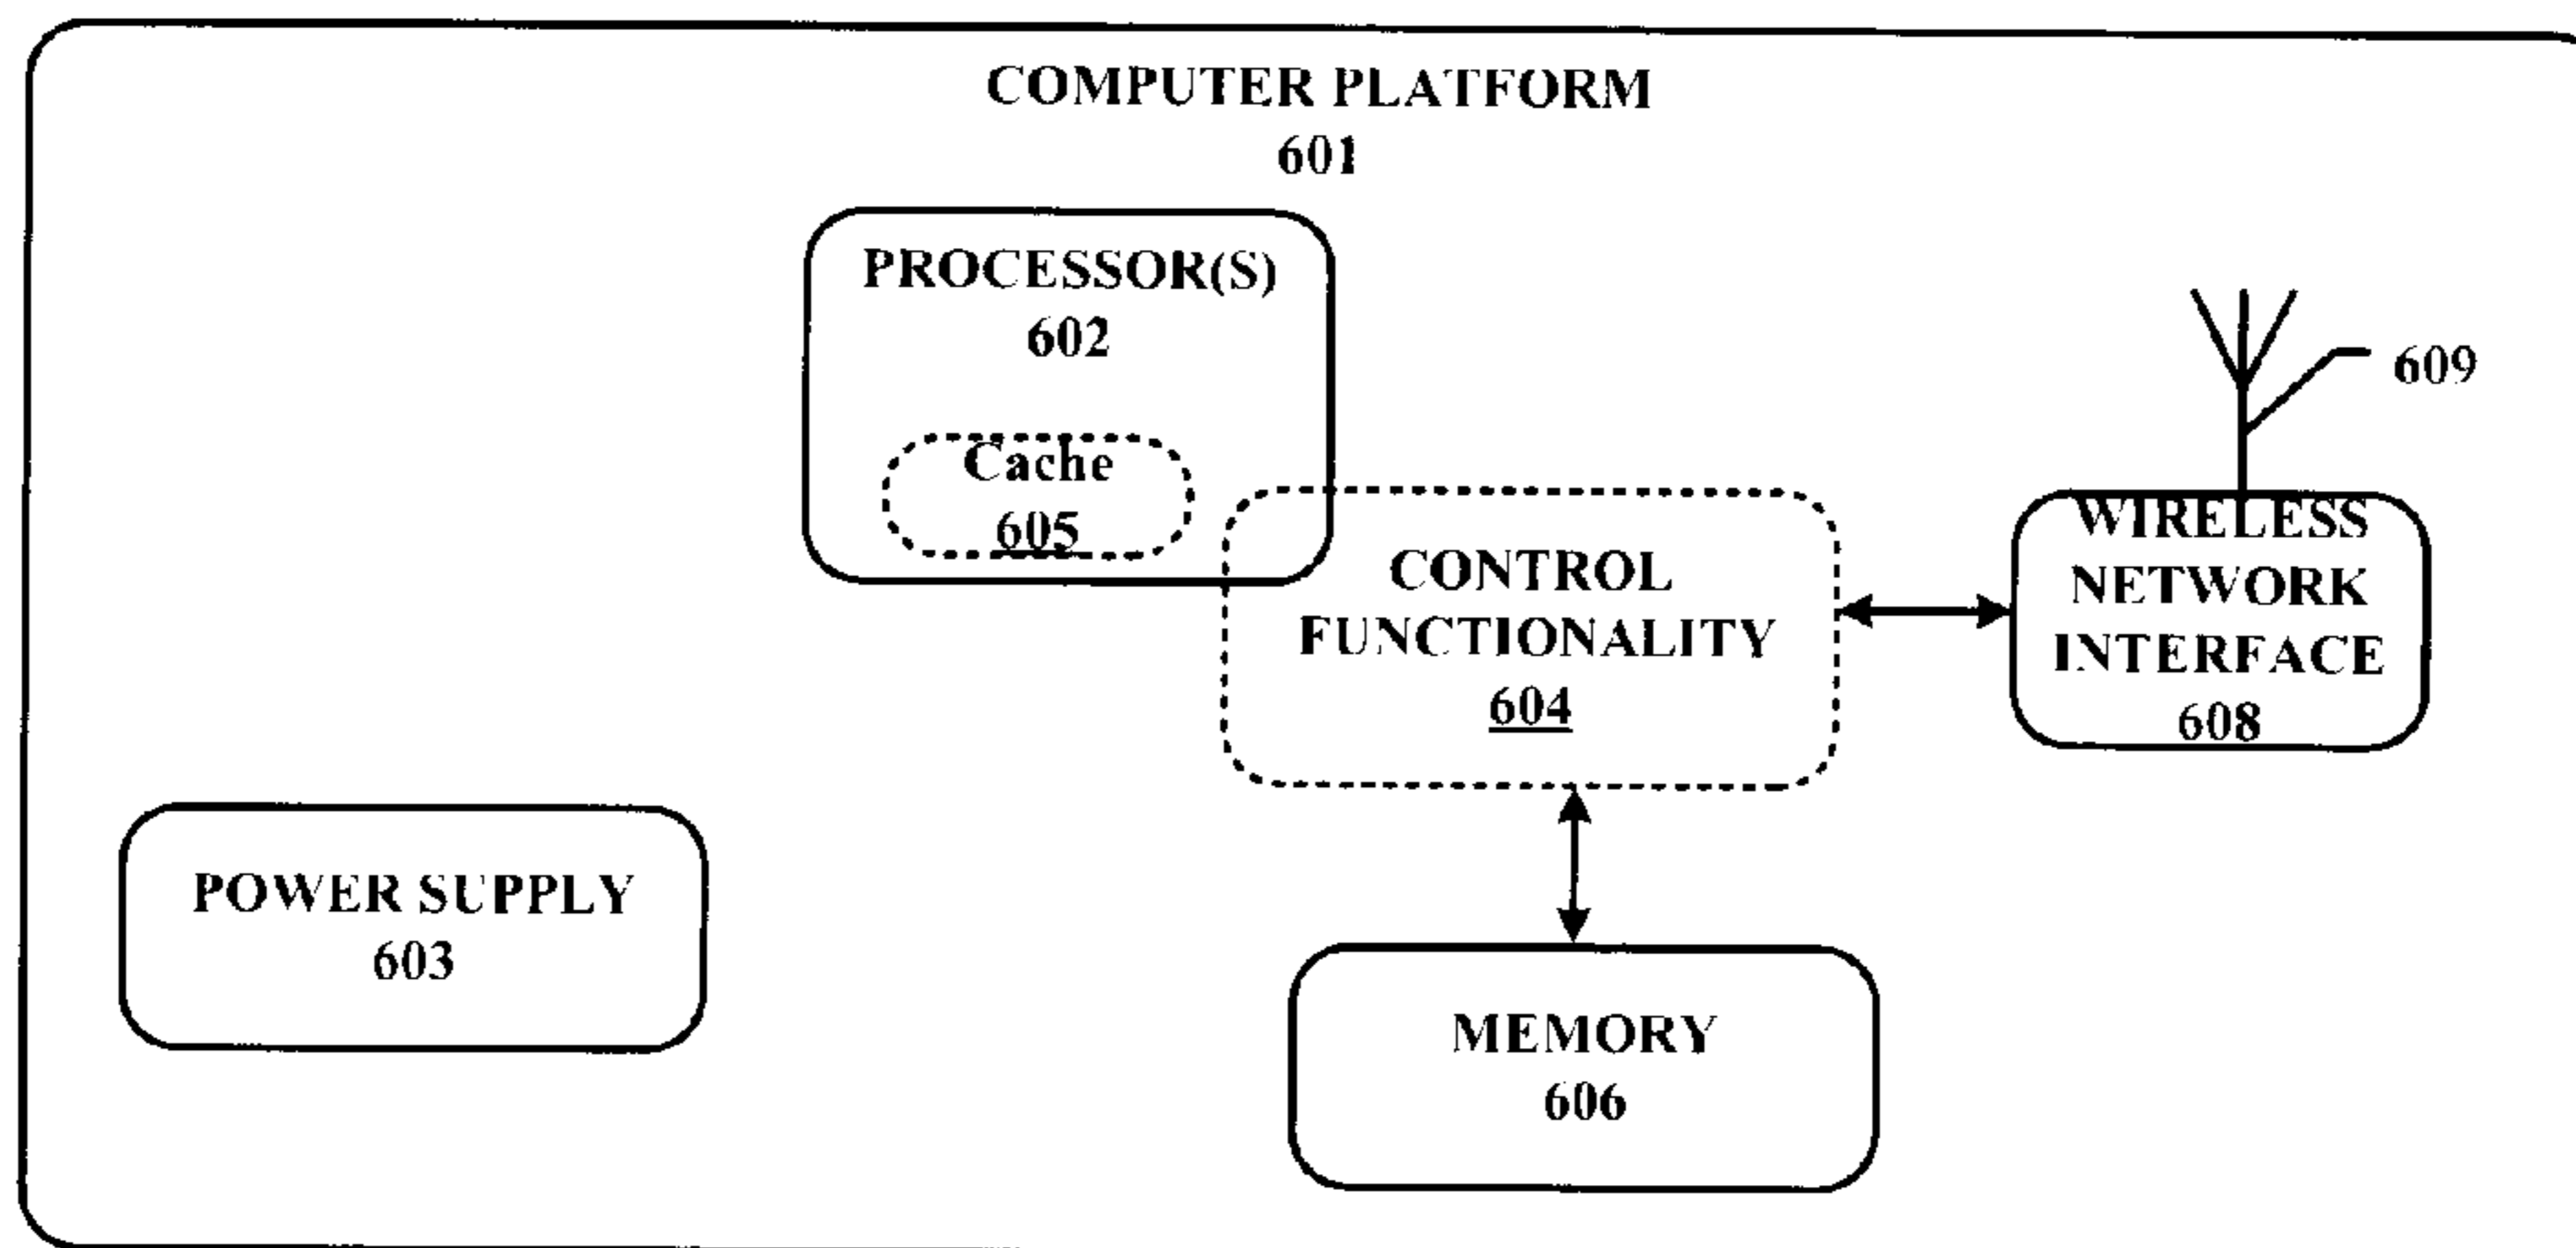 COMPUTER PLATFORM
601
PROCESSOR(S)
602
Cache
605
609
CONTROL
FUNCTIONALITY
604
WIRELESS
NETWORK
INTERFACE
608
POWER SUPPLY
603
MEMORY
606